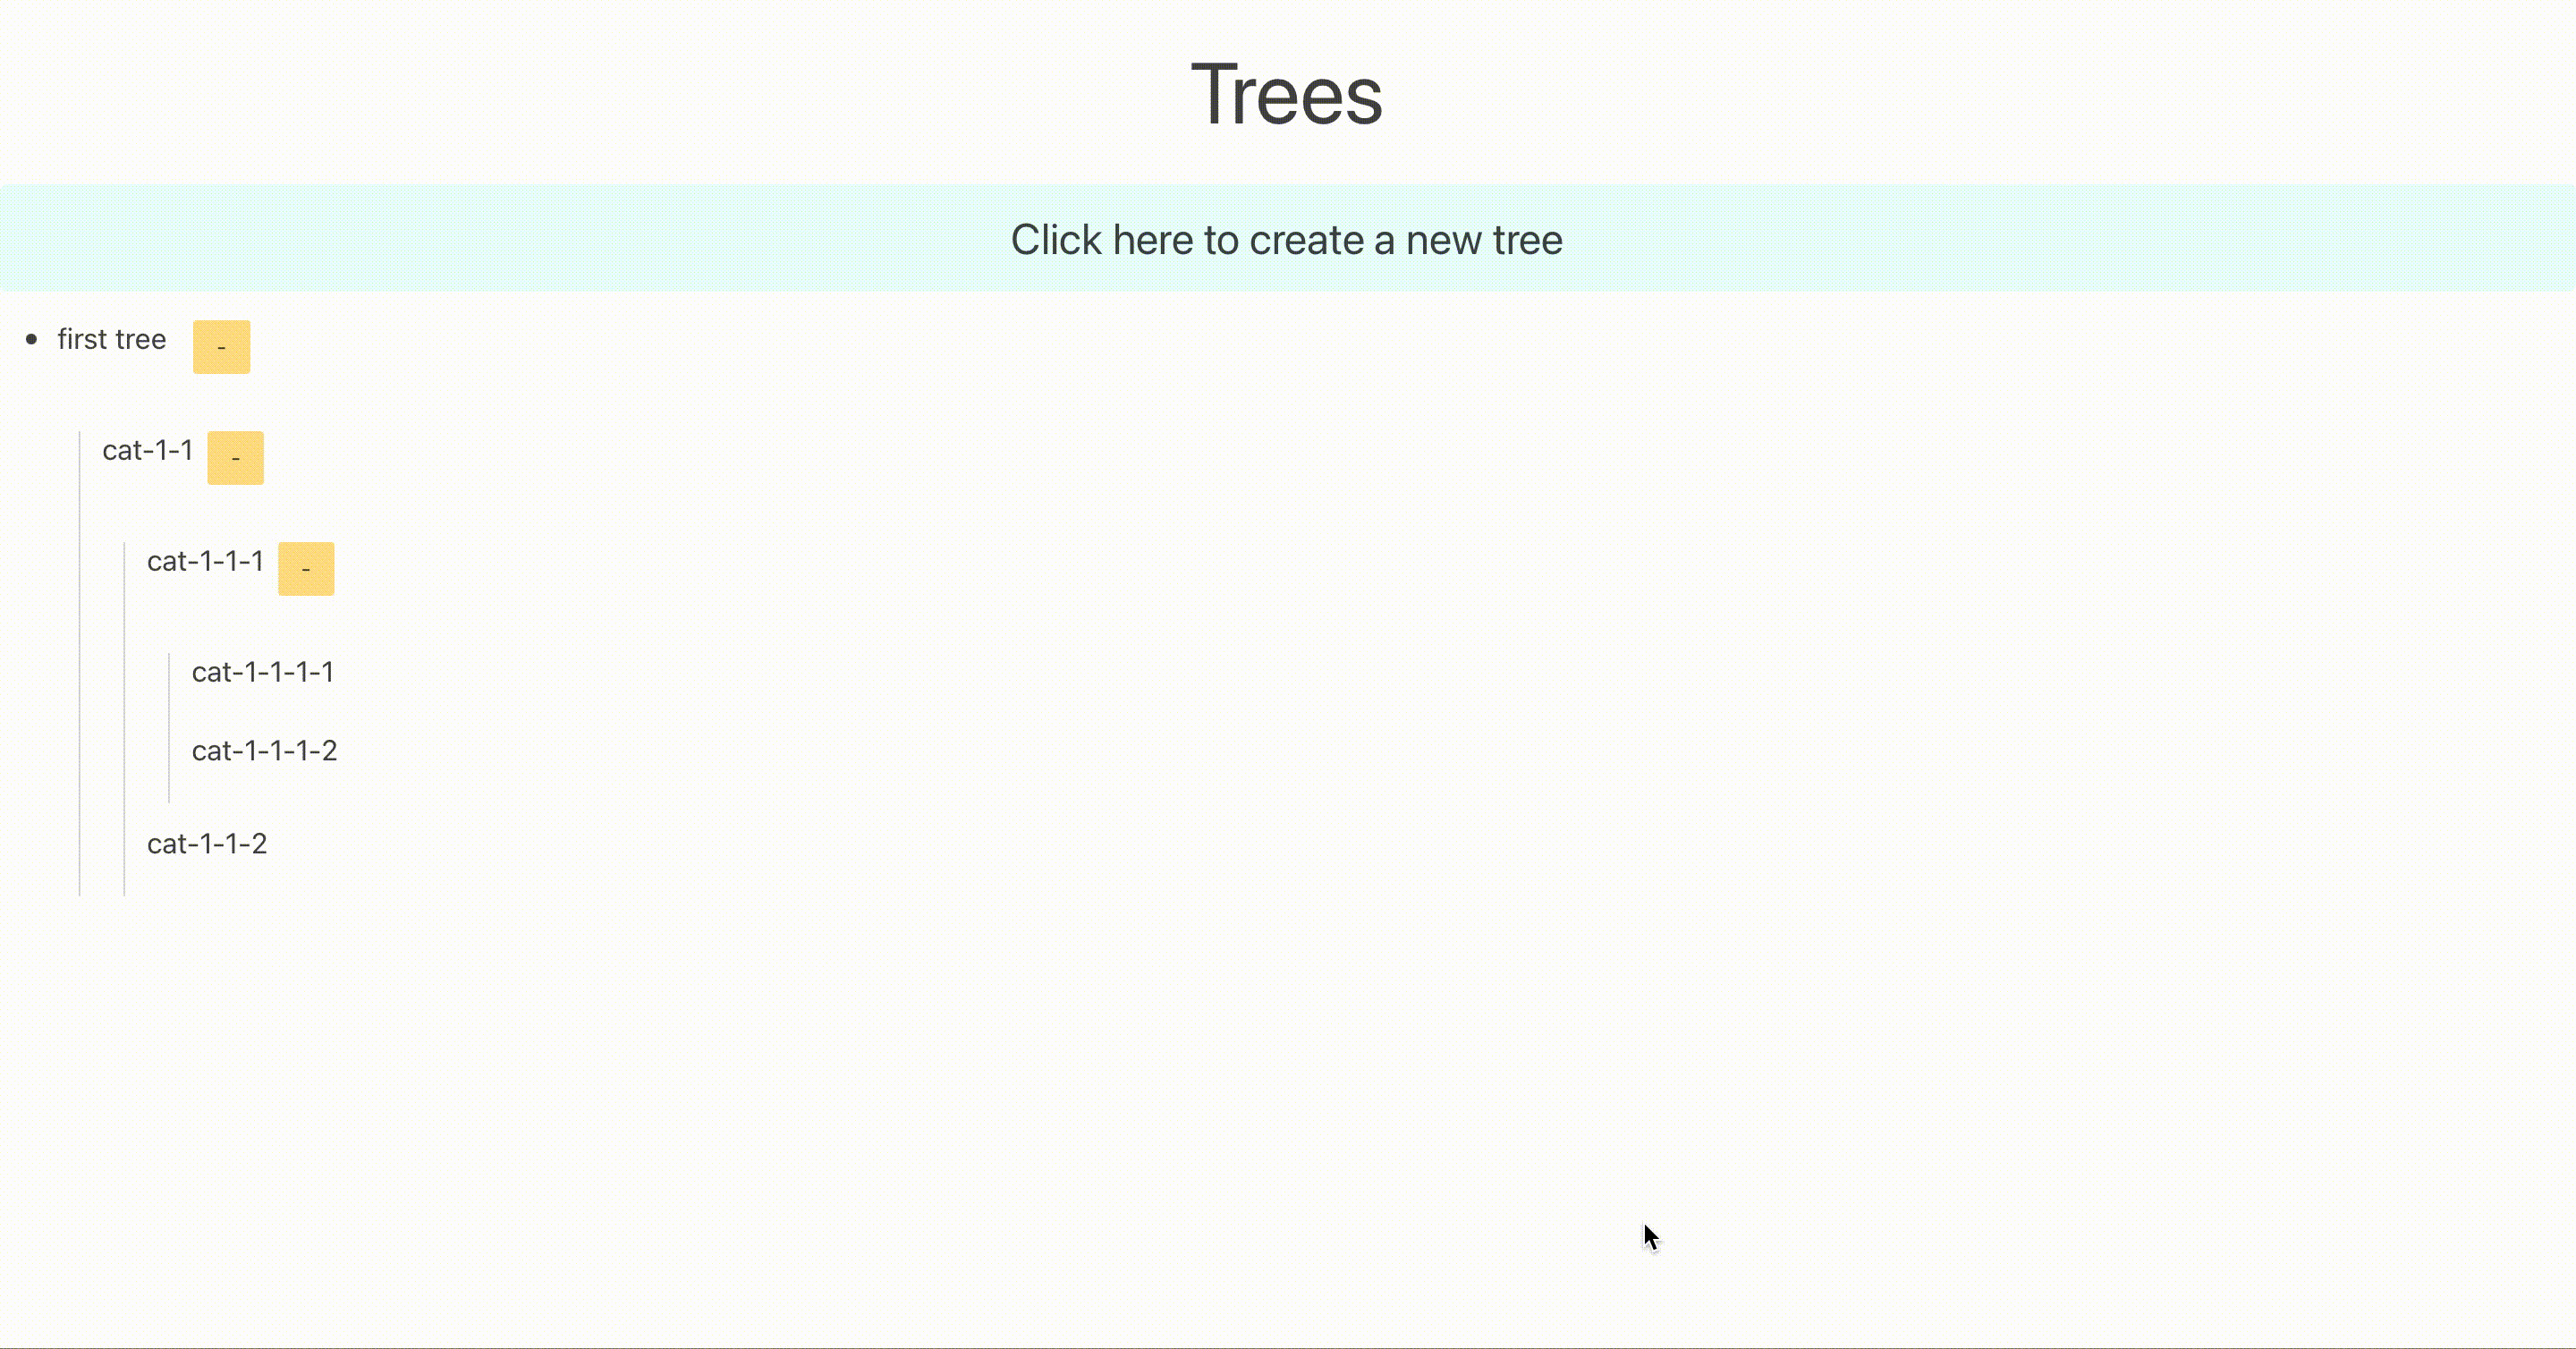 Trees
Click here to create a new tree
first tree -
cat-1-1 -
cat-1-1-1 -
cat-1-1-1-1
cat-1-1-1-2
cat-1-1-2